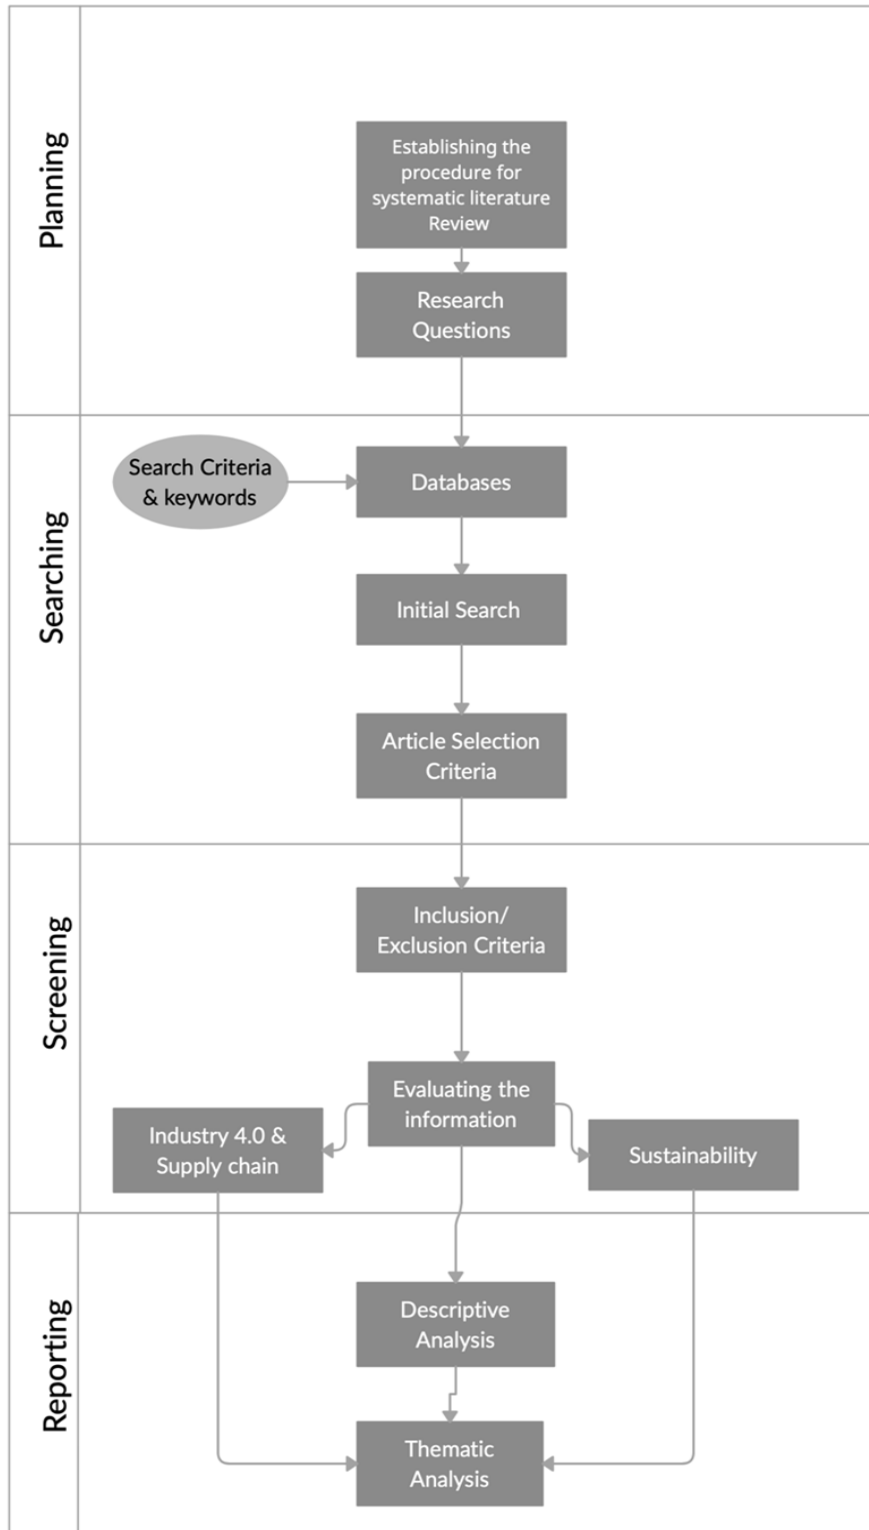 Planning
Establishing the
procedure for
systematic literature
Review
Research
Questions
Searching
Search Criteria
& keywords
Databases
Initial Search
Article Selection
Criteria
Screening
Inclusion/
Exclusion Criteria
Evaluating the
information
Industry 4.0 &
Supply chain
Sustainability
Reporting
Descriptive
Analysis
Thematic
Analysis